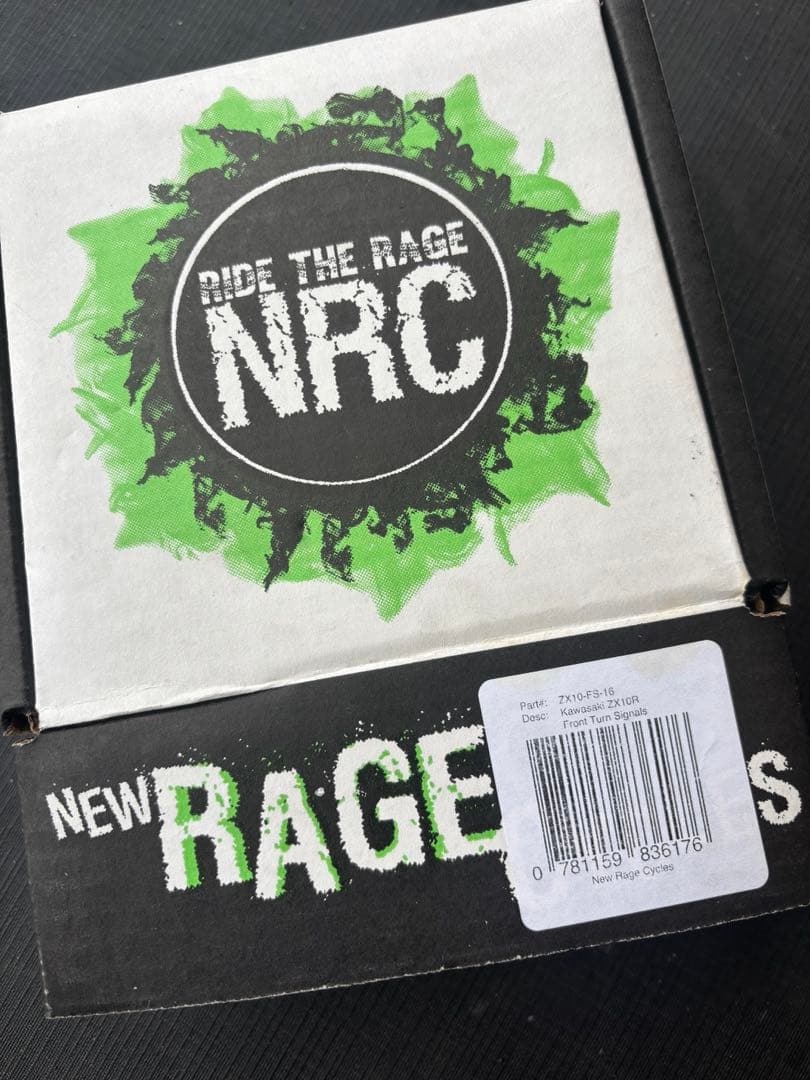 RIDE THE RAGE
NRC
NEW RAGE S
Part#: ZX10-FS-16
Desc: Kawasaki ZX10R
Front Turn Signals
0 781159 836176
New Rage Cycles